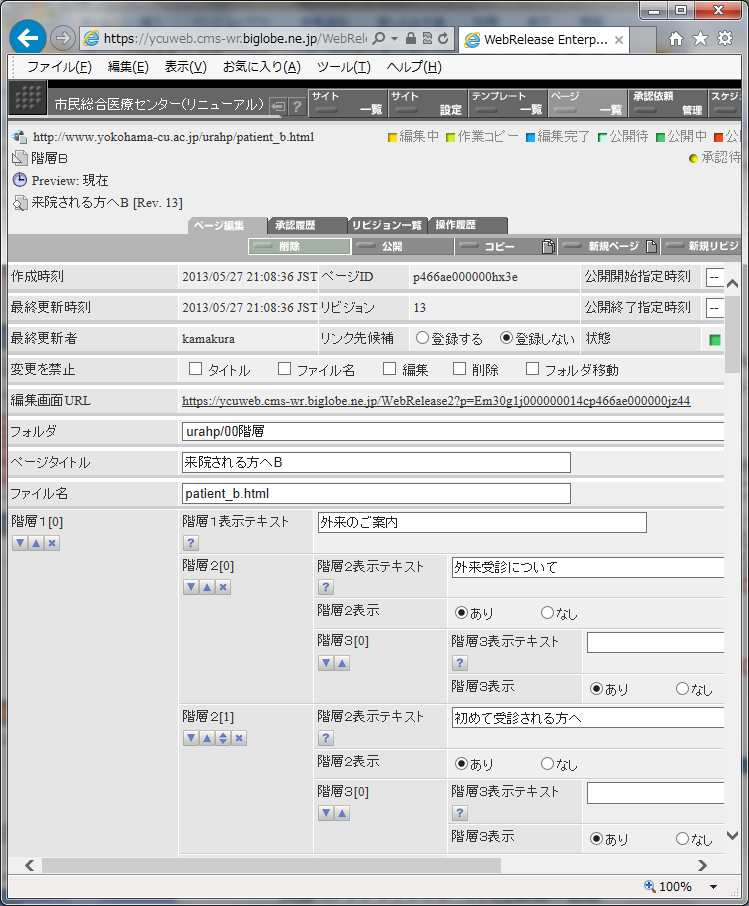 https://ycuweb.cms-wr.biglobe.ne.jp/WebRele
WebRelease Enterp...
ファイル(F) 編集(E) 表示(V) お気に入り(A) ツール(T) ヘルプ(H)
市民総合医療センター(リニューアル)
サイト一覧 サイト設定 テンプレート一覧 ページ一覧 承認依頼管理 スケジ
http://www.yokohama-cu.ac.jp/urahp/patient_b.html
編集中 作業コピー 編集完了 公開待 公開中 公
階層B
承認待
Preview: 現在
来院される方へB [Rev. 13]
ページ編集 承認履歴 リビジョン一覧 操作履歴
削除 公開 コピー 新規ページ 新規リビジ
作成時刻 2013/05/27 21:08:36 JST ページID p466ae000000hx3e 公開開始指定時刻 --
最終更新時刻 2013/05/27 21:08:36 JST リビジョン 13 公開終了指定時刻 --
最終更新者 kamakura リンク先候補 登録する 登録しない 状態
変更を禁止 タイトル ファイル名 編集 削除 フォルダ移動
編集画面URL https://ycuweb.cms-wr.biglobe.ne.jp/WebRelease2?p=Em30g1j000000014cp466ae000000jz44
フォルダ urahp/00階層
ページタイトル 来院される方へB
ファイル名 patient_b.html
階層1[0] 階層1表示テキスト ? 外来のご案内
階層2[0] 階層2表示テキスト ? 外来受診について
階層2表示 あり なし
階層3[0] 階層3表示テキスト ?
階層3表示 あり なし
階層2[1] 階層2表示テキスト ? 初めて受診される方へ
階層2表示 あり なし
階層3[0] 階層3表示テキスト ?
階層3表示 あり なし
100%